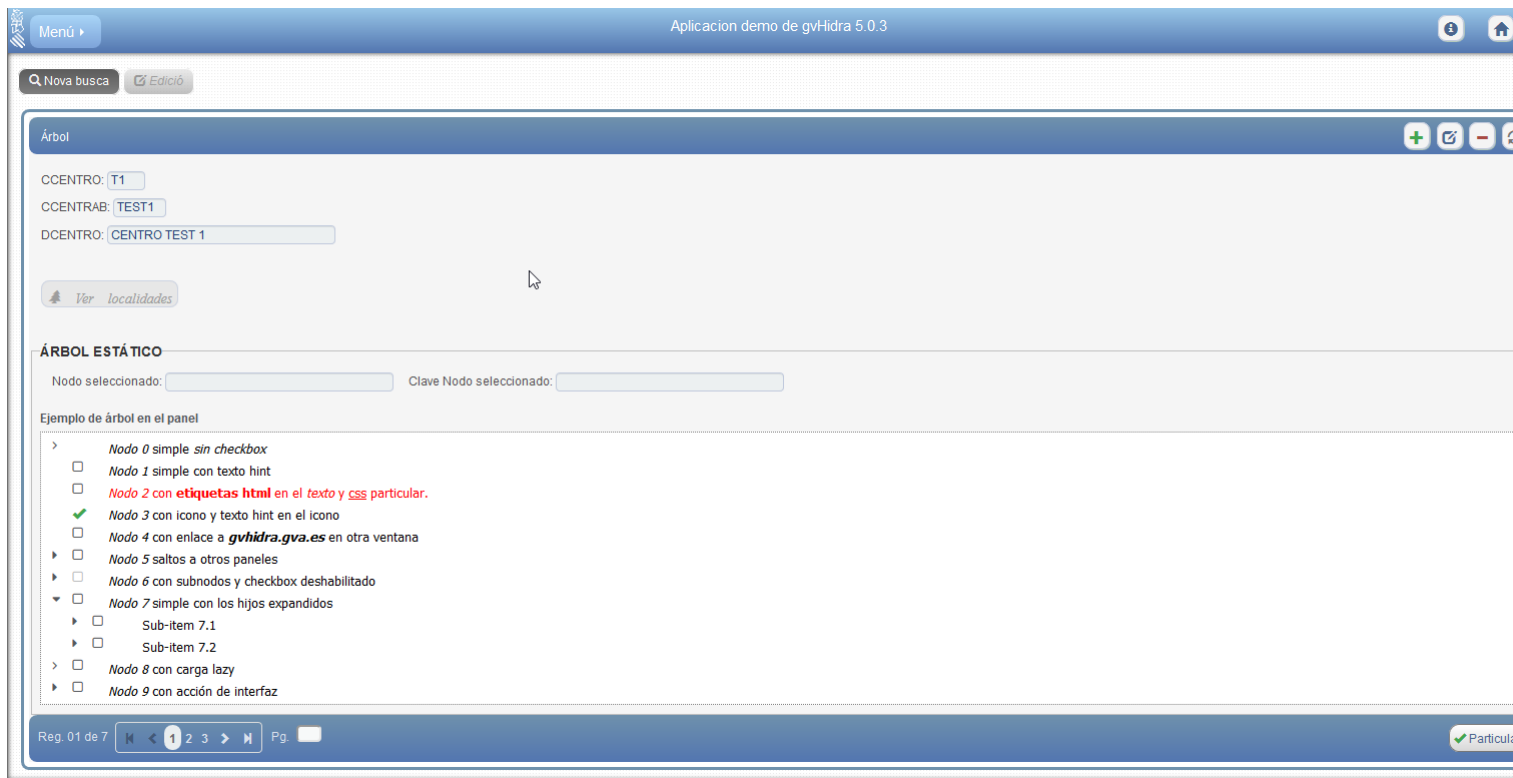 Menú
Aplicacion demo de gvHidra 5.0.3
Nova busca Edició
Árbol
CCENTRO: T1
CCENTRAB: TEST1
DCENTRO: CENTRO TEST 1
Ver localidades
ÁRBOL ESTÁTICO
Nodo seleccionado: Clave Nodo seleccionado:
Ejemplo de árbol en el panel
Nodo 0 simple sin checkbox
Nodo 1 simple con texto hint
Nodo 2 con etiquetas html en el texto y css particular.
Nodo 3 con icono y texto hint en el icono
Nodo 4 con enlace a gvhidra.gva.es en otra ventana
Nodo 5 saltos a otros paneles
Nodo 6 con subnodos y checkbox deshabilitado
Nodo 7 simple con los hijos expandidos
Sub-item 7.1
Sub-item 7.2
Nodo 8 con carga lazy
Nodo 9 con acción de interfaz
Reg. 01 de 7 1 2 3 Pg. Particula